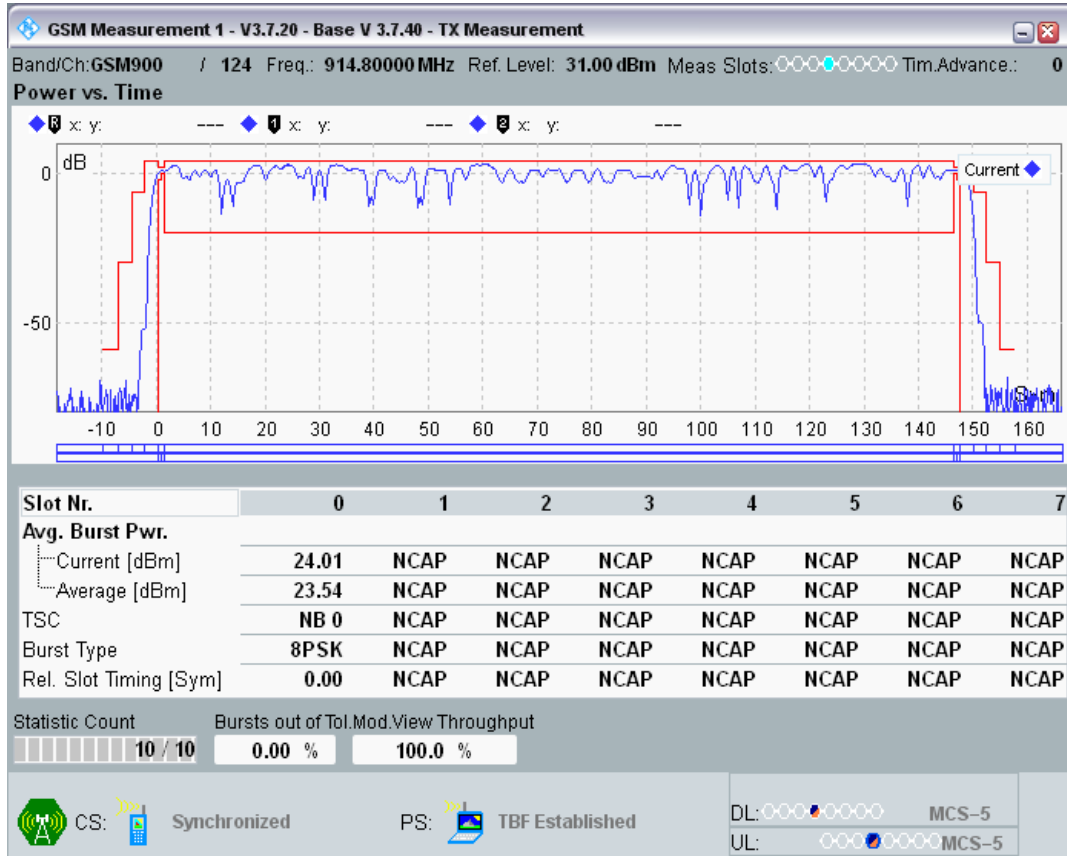 GSM Measurement 1 - V3.7.20 - Base V 3.7.40 - TX Measurement
Band/Ch:GSM900 / 124 Freq.: 914.80000 MHz Ref. Level: 31.00 dBm Meas Slots: Tim.Advance.: 0
Power vs. Time
R x: y: --- 1 x: y: --- 2 x: y: ---
dB
Current
0
-50
Sym
-10 0 10 20 30 40 50 60 70 80 90 100 110 120 130 140 150 160
Slot Nr. 0 1 2 3 4 5 6 7
Avg. Burst Pwr.
Current [dBm] 24.01 NCAP NCAP NCAP NCAP NCAP NCAP NCAP
Average [dBm] 23.54 NCAP NCAP NCAP NCAP NCAP NCAP NCAP
TSC NB 0 NCAP NCAP NCAP NCAP NCAP NCAP NCAP
Burst Type 8PSK NCAP NCAP NCAP NCAP NCAP NCAP NCAP
Rel. Slot Timing [Sym] 0.00 NCAP NCAP NCAP NCAP NCAP NCAP NCAP
Statistic Count Bursts out of Tol.Mod.View Throughput
10 / 10 0.00 % 100.0 %
CS: Synchronized PS: TBF Established DL: MCS-5
UL: MCS-5